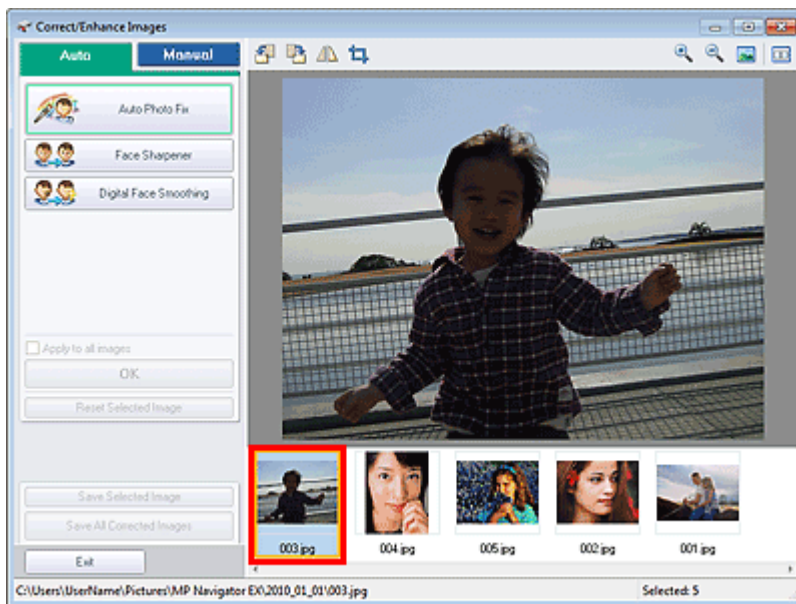 Correct/Enhance Images
Auto
Manual
Auto Photo Fix
Face Sharpener
Digital Face Smoothing
Apply to all images
OK
Reset Selected Image
Save Selected Image
Save All Corrected Images
Exit
003.jpg
004.jpg
005.jpg
002.jpg
001.jpg
C:\Users\UserName\Pictures\MP Navigator EX\2010_01_01\003.jpg
Selected: 5